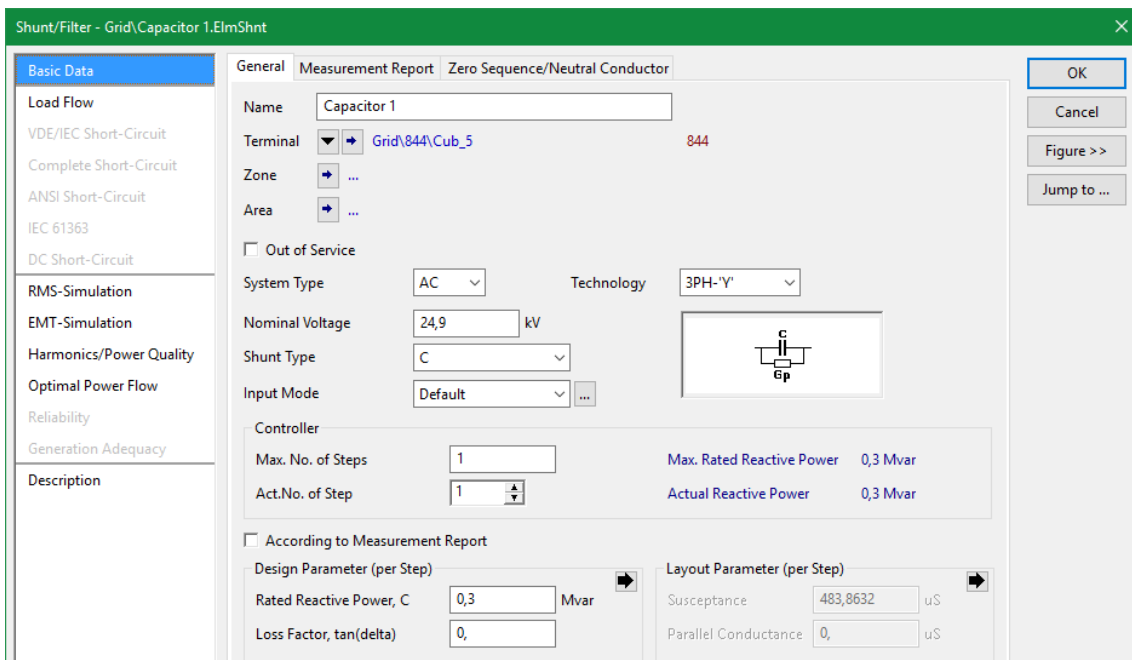 Shunt/Filter - Grid\Capacitor 1.ElmShnt
Basic Data
Load Flow
VDE/IEC Short-Circuit
Complete Short-Circuit
ANSI Short-Circuit
IEC 61363
DC Short-Circuit
RMS-Simulation
EMT-Simulation
Harmonics/Power Quality
Optimal Power Flow
Reliability
Generation Adequacy
Description
General Measurement Report Zero Sequence/Neutral Conductor
Name Capacitor 1
Terminal Grid\844\Cub_5 844
Zone ...
Area ...
Out of Service
System Type AC Technology 3PH-'Y'
Nominal Voltage 24,9 kV
Shunt Type C
Input Mode Default ...
C
Gp
Controller
Max. No. of Steps 1 Max. Rated Reactive Power 0,3 Mvar
Act.No. of Step 1 Actual Reactive Power 0,3 Mvar
According to Measurement Report
Design Parameter (per Step) Layout Parameter (per Step)
Rated Reactive Power, C 0,3 Mvar Susceptance 483,8632 uS
Loss Factor, tan(delta) 0, Parallel Conductance 0, uS
OK
Cancel
Figure >>
Jump to ...